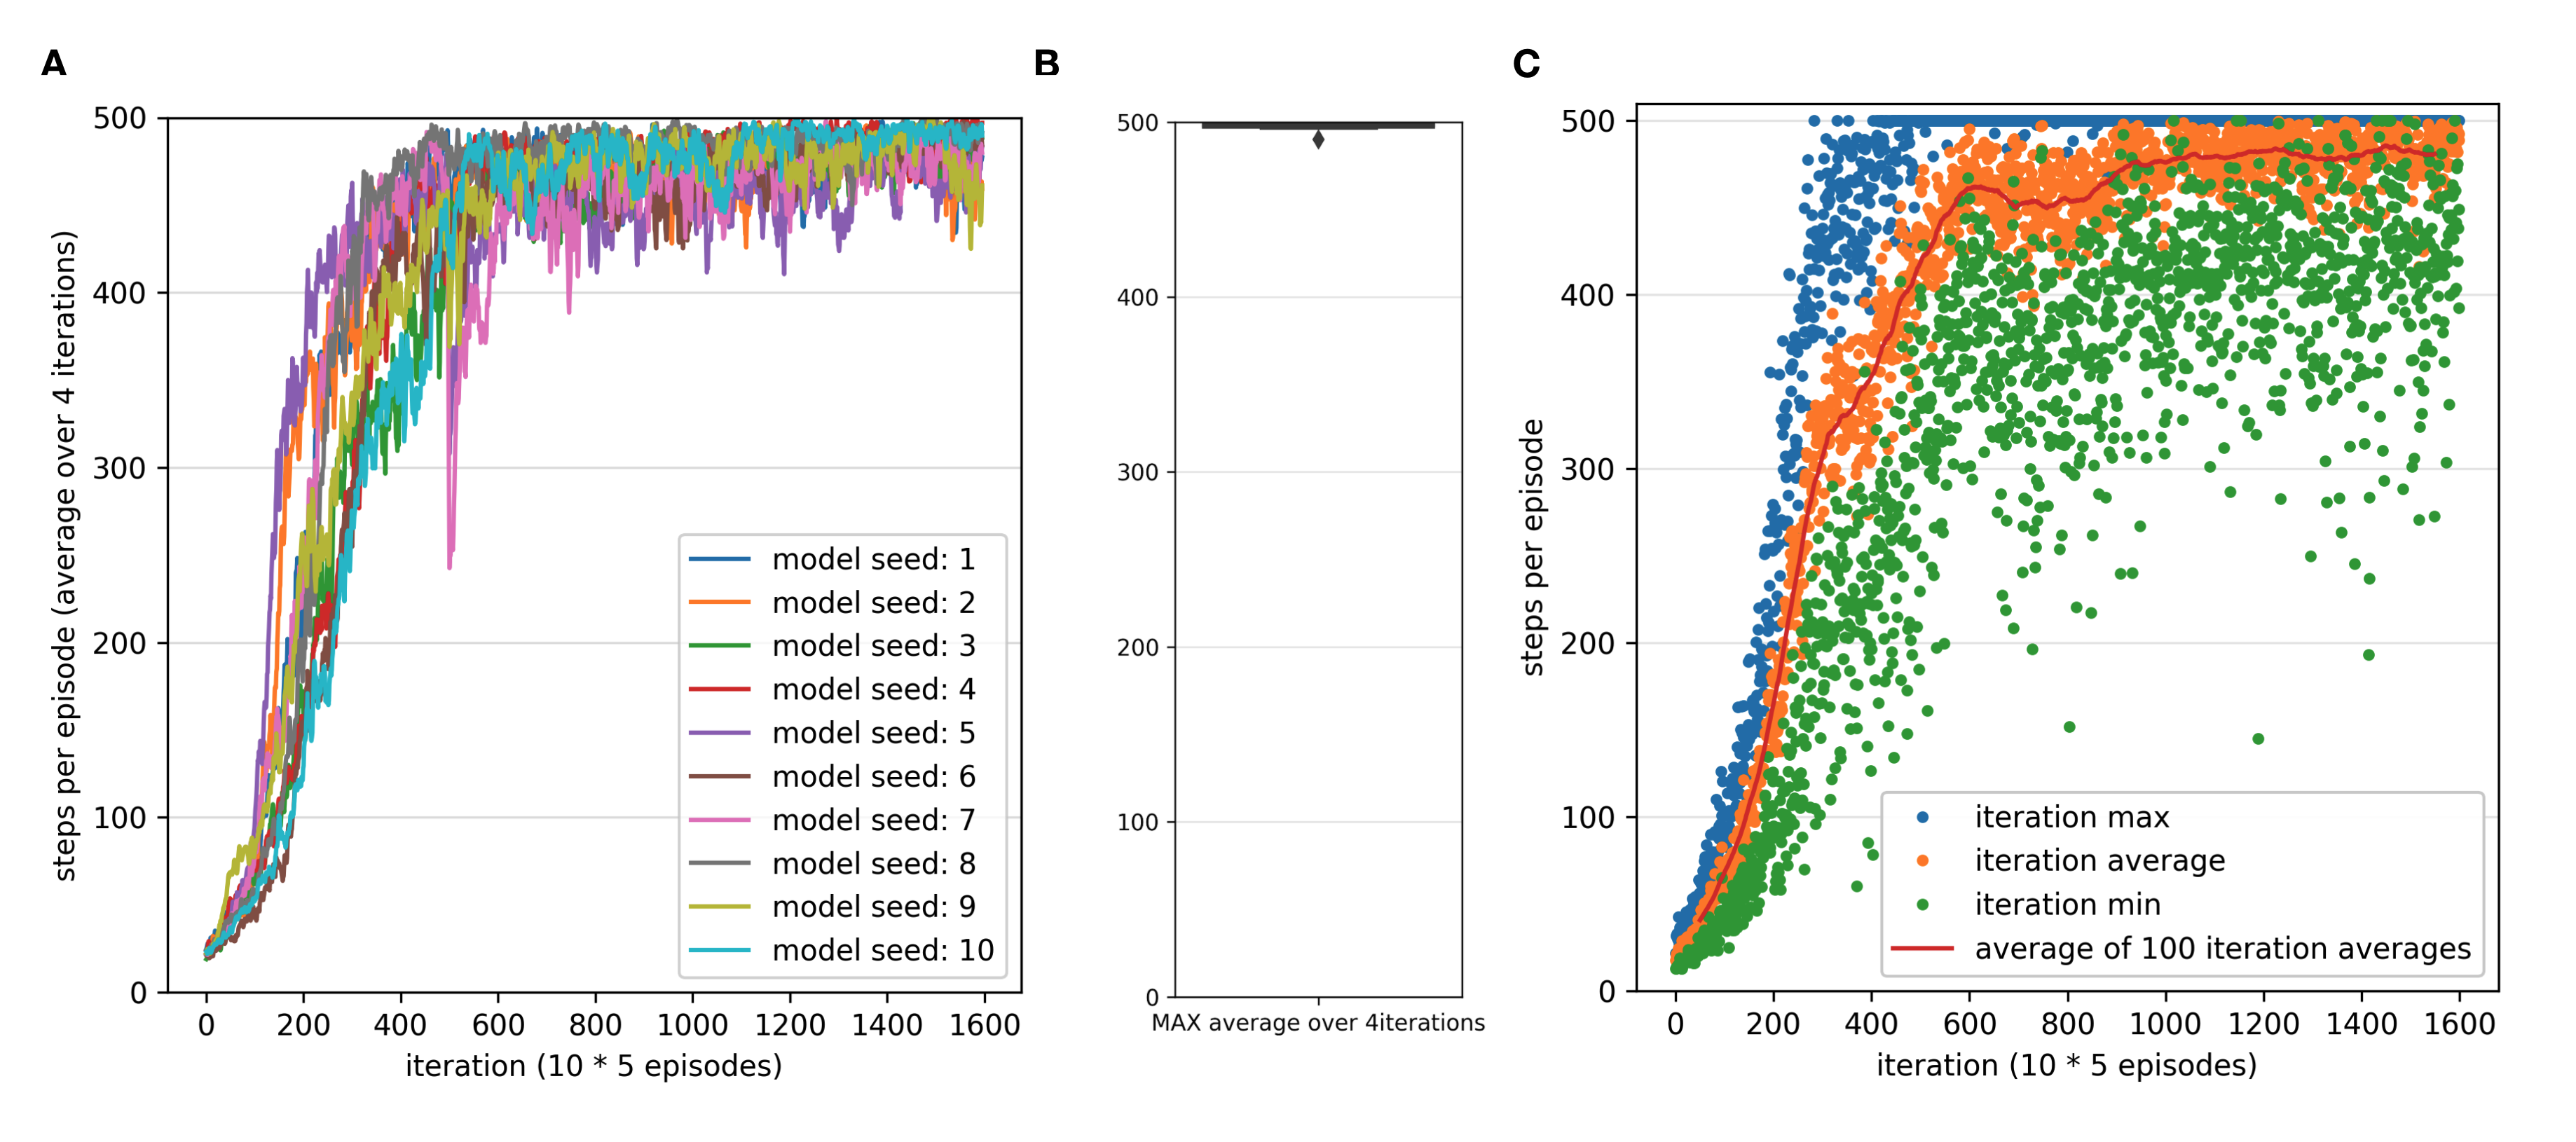 A
steps per episode (average over 4 iterations)
500
400
300
200
100
0
0 200 400 600 800 1000 1200 1400 1600
iteration (10 * 5 episodes)
model seed: 1
model seed: 2
model seed: 3
model seed: 4
model seed: 5
model seed: 6
model seed: 7
model seed: 8
model seed: 9
model seed: 10
B
500
400
300
200
100
0
MAX average over 4iterations
C
steps per episode
500
400
300
200
100
0
0 200 400 600 800 1000 1200 1400 1600
iteration (10 * 5 episodes)
iteration max
iteration average
iteration min
average of 100 iteration averages